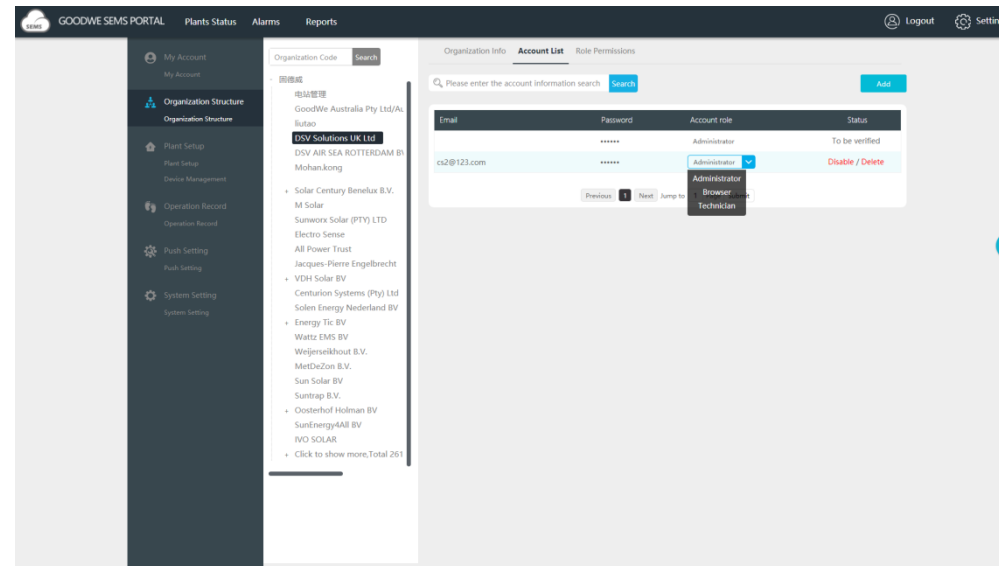 SEMS
GOODWE SEMS PORTAL Plants Status Alarms Reports Logout Settin
My Account
My Account
Organization Structure
Organization Structure
Plant Setup
Plant Setup
Device Management
Operation Record
Operation Record
Push Setting
Push Setting
System Setting
System Setting
Organization Code Search
- 固德威
电站管理
GoodWe Australia Pty Ltd/Au
liutao
DSV Solutions UK Ltd
DSV AIR SEA ROTTERDAM BV
Mohan.kong
+ Solar Century Benelux B.V.
M Solar
Sunworx Solar (PTY) LTD
Electro Sense
All Power Trust
Jacques-Pierre Engelbrecht
+ VDH Solar BV
Centurion Systems (Pty) Ltd
Solen Energy Nederland BV
+ Energy Tic BV
Wattz EMS BV
Weijerseikhout B.V.
MetDeZon B.V.
Sun Solar BV
Suntrap B.V.
+ Oosterhof Holman BV
SunEnergy4All BV
IVO SOLAR
+ Click to show more,Total 261
Organization Info Account List Role Permissions
Please enter the account information search Search Add
Email Password Account role Status
•••••• Administrator To be verified
cs2@123.com •••••• Administrator Disable / Delete
Administrator
Browser
Technician
Previous 1 Next Jump to